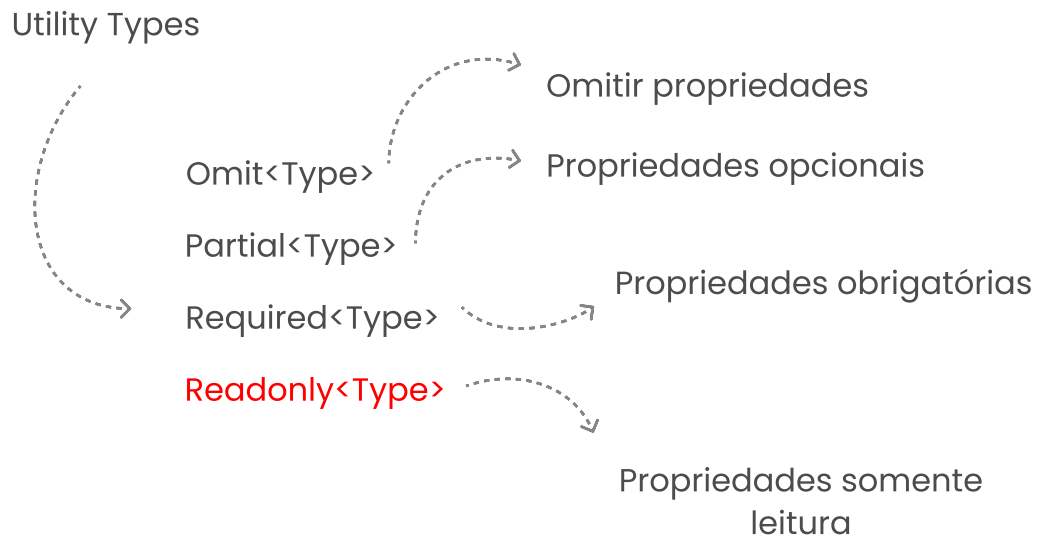 Utility Types
Omitir propriedades
Omit<Type>
Propriedades opcionais
Partial<Type>
Propriedades obrigatórias
Required<Type>
Readonly<Type>
Propriedades somente
leitura